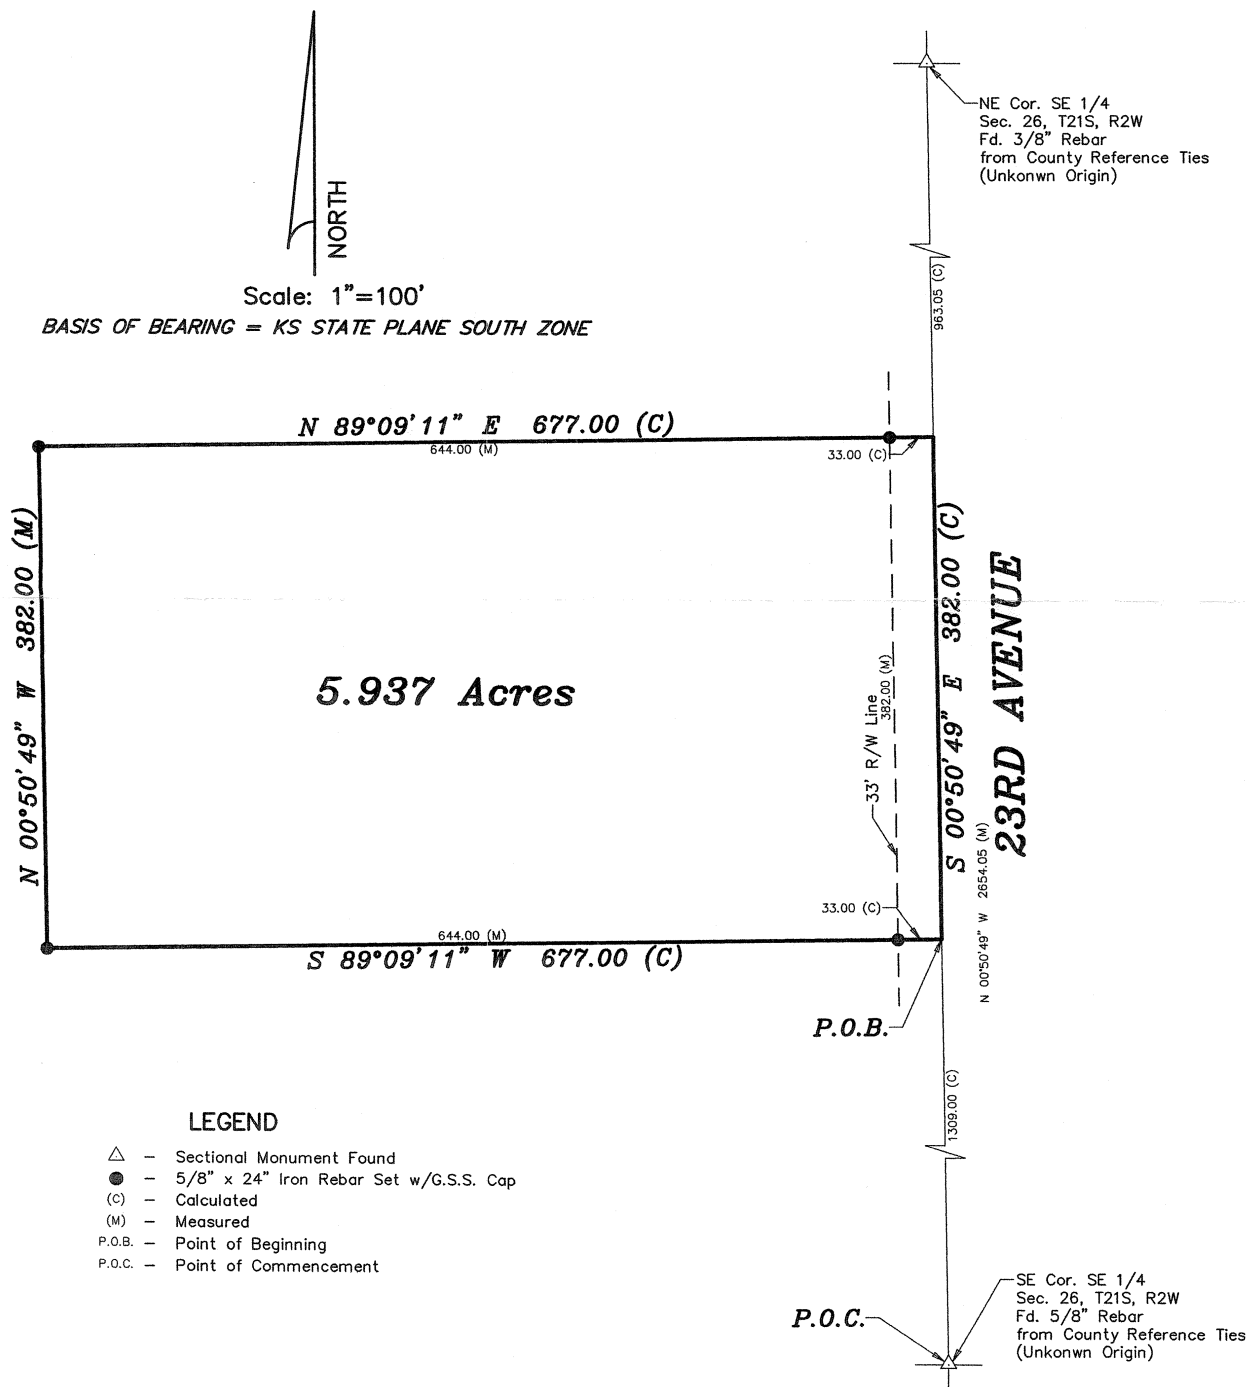 NE Cor. SE 1/4
Sec. 26, T21S, R2W
Fd. 3/8" Rebar
from County Reference Ties
(Unkonwn Origin)
NORTH
Scale: 1"=100'
BASIS OF BEARING = KS STATE PLANE SOUTH ZONE
963.05 (C)
N 89°09'11" E 677.00 (C)
644.00 (M)
33.00 (C)
N 00°50'49" W 382.00 (M)
5.937 Acres
33' R/W Line
382.00 (M)
S 00°50'49" E 382.00 (C)
23RD AVENUE
N 00°50'49" W 2654.05 (M)
33.00 (C)
644.00 (M)
S 89°09'11" W 677.00 (C)
P.O.B.
1309.00 (C)
LEGEND
△ – Sectional Monument Found
● – 5/8" x 24" Iron Rebar Set w/G.S.S. Cap
(C) – Calculated
(M) – Measured
P.O.B. – Point of Beginning
P.O.C. – Point of Commencement
P.O.C.
SE Cor. SE 1/4
Sec. 26, T21S, R2W
Fd. 5/8" Rebar
from County Reference Ties
(Unkonwn Origin)